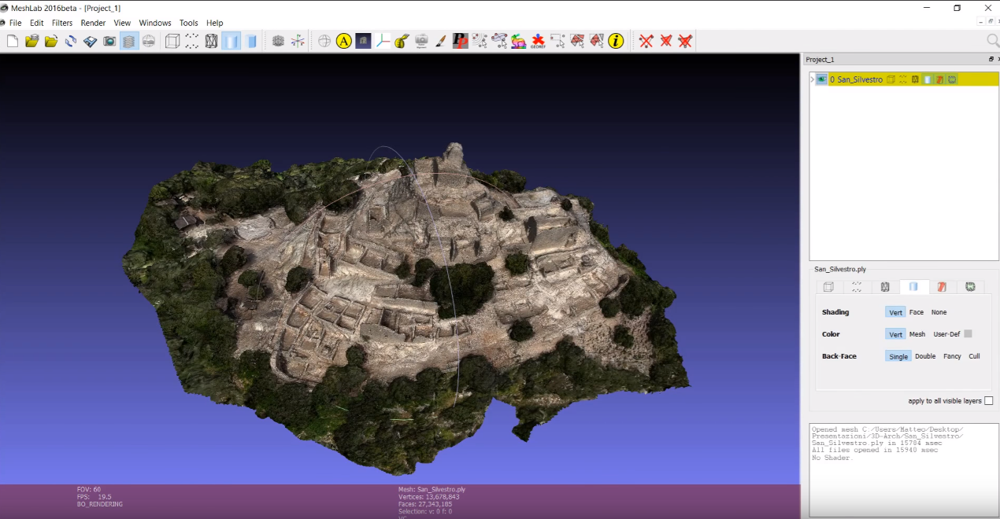 MeshLab 2016beta - [Project_1]
File Edit Filters Render View Windows Tools Help
A
PP
GEOREF
i
Project_1
0 San_Silvestro
San_Silvestro.ply
Shading Vert Face None
Color Vert Mesh User-Def
Back-Face Single Double Fancy Cull
apply to all visible layers
Opened mesh C:/Users/Matteo/Desktop/
Presentazioni/3D-Arch/San_Silvestro/
San_Silvestro.ply in 15784 msec
All files opened in 15940 msec
No Shader.
FOV: 60
FPS: 19.5
BO_RENDERING
Mesh: San_Silvestro.ply
Vertices: 13,678,843
Faces: 27,343,185
Selection: v: 0 f: 0
VC